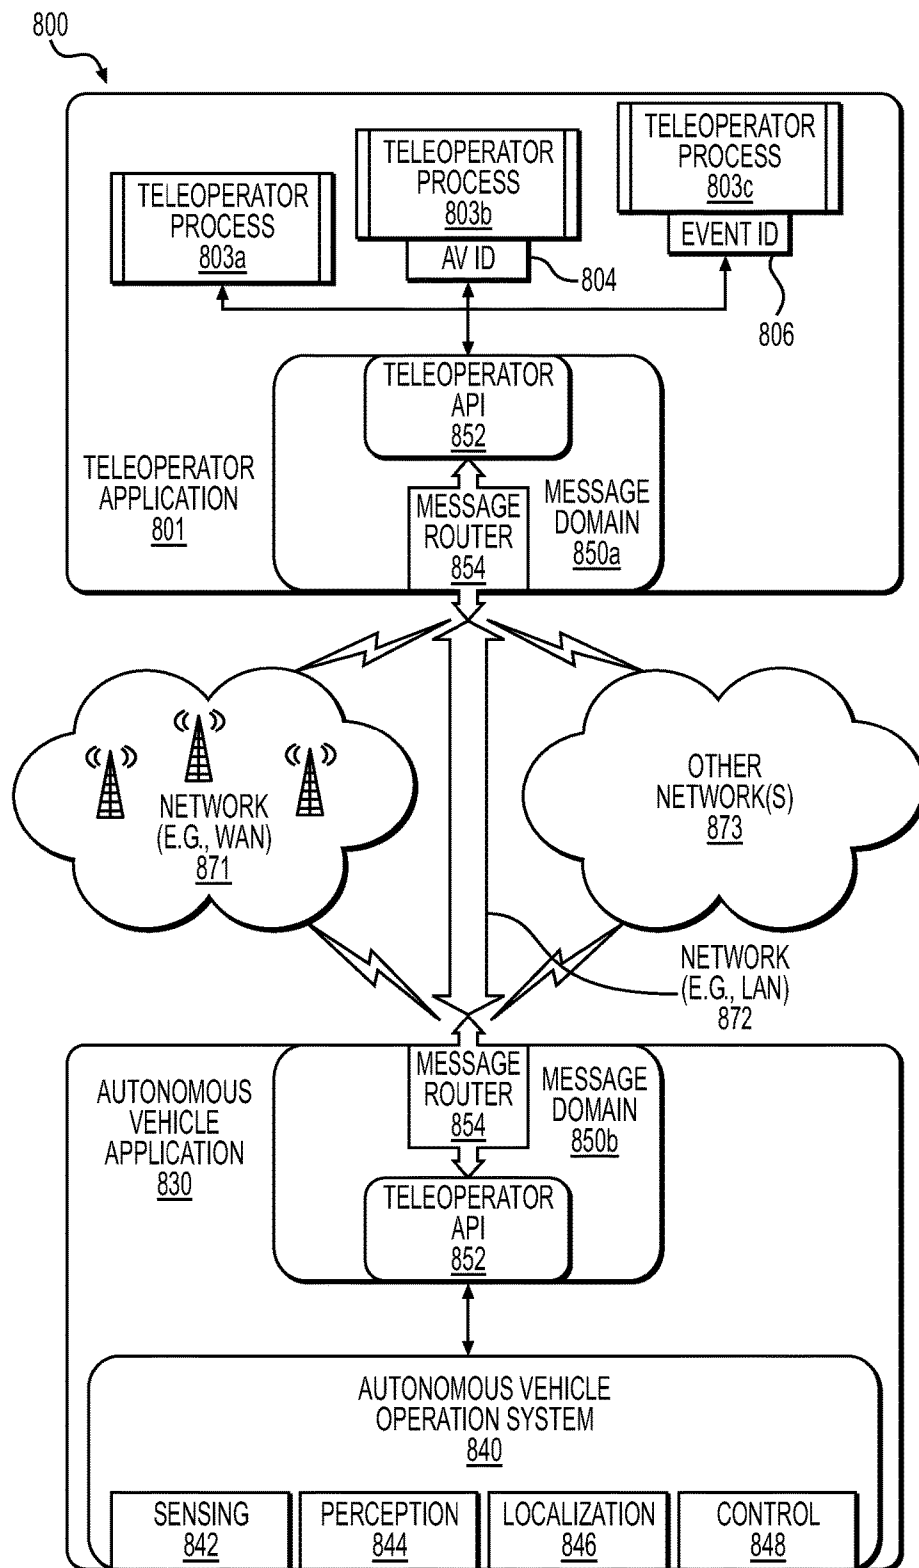 800
TELEOPERATOR
PROCESS
803a
TELEOPERATOR
PROCESS
803b
AV ID
804
TELEOPERATOR
PROCESS
803c
EVENT ID
806
TELEOPERATOR
API
852
TELEOPERATOR
APPLICATION
801
MESSAGE
ROUTER
854
MESSAGE
DOMAIN
850a
NETWORK
(E.G., WAN)
871
OTHER
NETWORK(S)
873
NETWORK
(E.G., LAN)
872
AUTONOMOUS
VEHICLE
APPLICATION
830
MESSAGE
ROUTER
854
MESSAGE
DOMAIN
850b
TELEOPERATOR
API
852
AUTONOMOUS VEHICLE
OPERATION SYSTEM
840
SENSING
842
PERCEPTION
844
LOCALIZATION
846
CONTROL
848